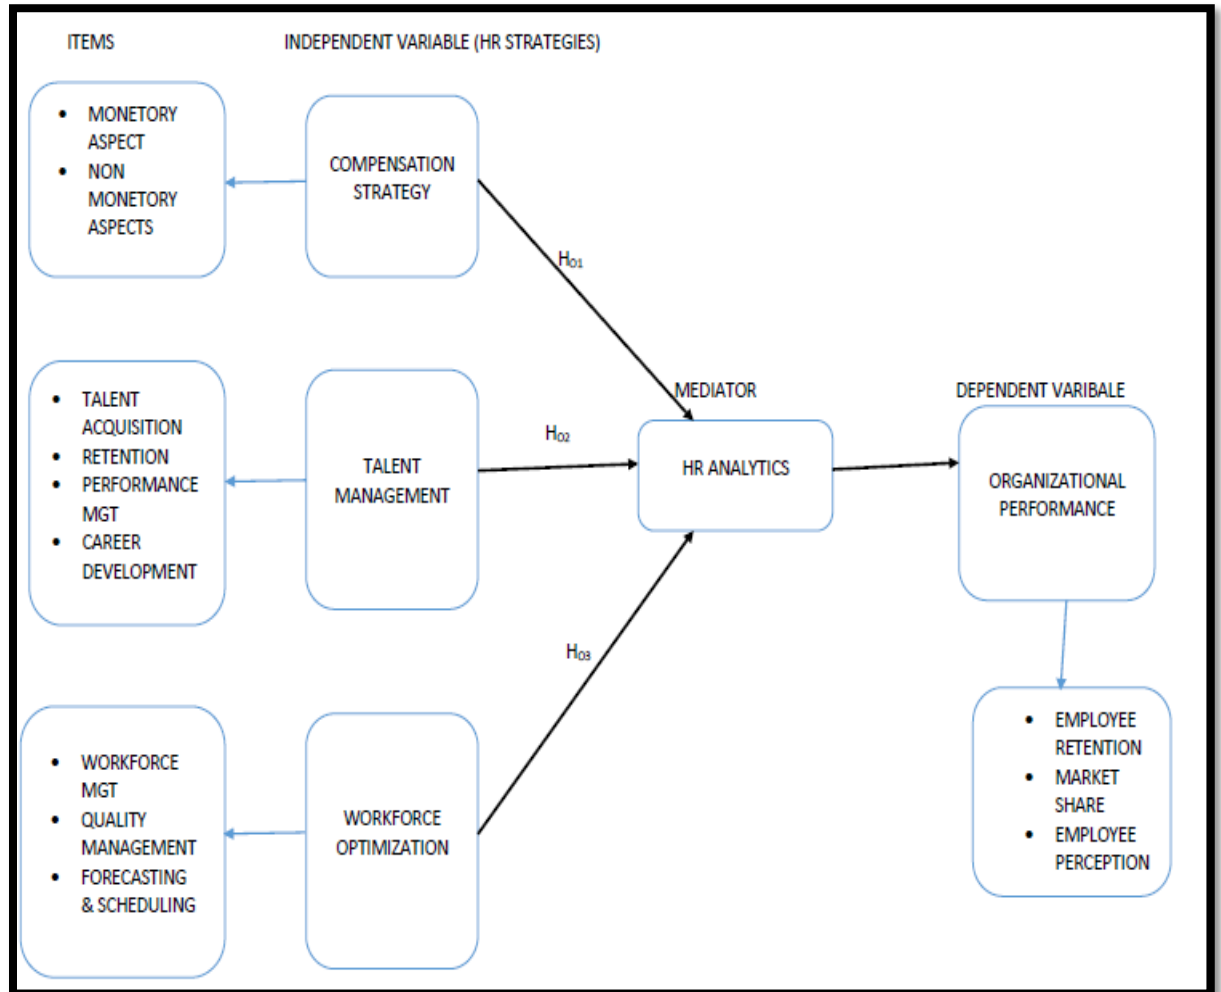 ITEMS
INDEPENDENT VARIABLE (HR STRATEGIES)
• MONETORY
ASPECT
• NON
MONETORY
ASPECTS
COMPENSATION
STRATEGY
H₀₁
• TALENT
ACQUISITION
• RETENTION
• PERFORMANCE
MGT
• CAREER
DEVELOPMENT
TALENT
MANAGEMENT
H₀₂
MEDIATOR
HR ANALYTICS
DEPENDENT VARIBALE
ORGANIZATIONAL
PERFORMANCE
H₀₃
• WORKFORCE
MGT
• QUALITY
MANAGEMENT
• FORECASTING
& SCHEDULING
WORKFORCE
OPTIMIZATION
• EMPLOYEE
RETENTION
• MARKET
SHARE
• EMPLOYEE
PERCEPTION